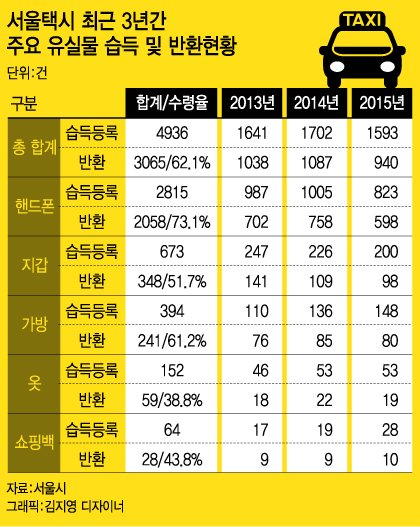 서울택시 최근 3년간
주요 유실물 습득 및 반환현황
단위:건
TAXI
구분 합계/수령율 2013년 2014년 2015년
총 합계 습득등록 4936 1641 1702 1593
반환 3065/62.1% 1038 1087 940
핸드폰 습득등록 2815 987 1005 823
반환 2058/73.1% 702 758 598
지갑 습득등록 673 247 226 200
반환 348/51.7% 141 109 98
가방 습득등록 394 110 136 148
반환 241/61.2% 76 85 80
옷 습득등록 152 46 53 53
반환 59/38.8% 18 22 19
쇼핑백 습득등록 64 17 19 28
반환 28/43.8% 9 9 10
자료:서울시
그래픽:김지영 디자이너